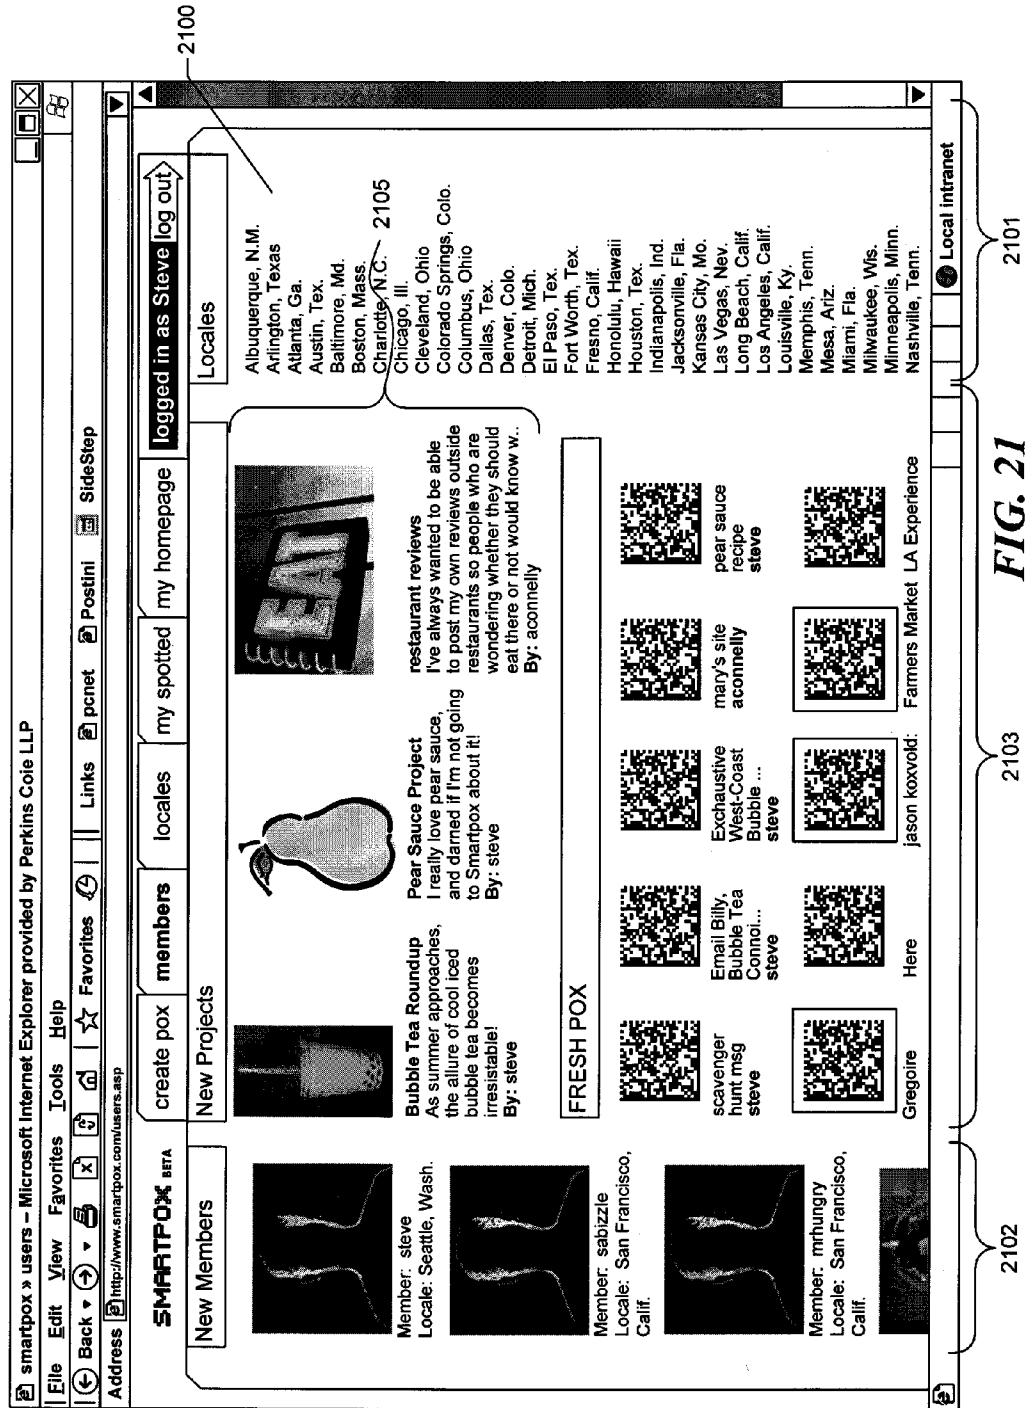 smartpox » users – Microsoft Internet Explorer provided by Perkins Coie LLP
File Edit View Favorites Tools Help
Back Favorites Links pcnet Postini SideStep
Address http://www.smartpox.com/users.asp
SMARTPOX BETA
create pox
members
locales
my spotted
my homepage
logged in as Steve log out
New Members
Member: steve
Locale: Seattle, Wash.
Member: sabizzle
Locale: San Francisco,
Calif.
Member: mrhungry
Locale: San Francisco,
Calif.
New Projects
Bubble Tea Roundup
As summer approaches,
the allure of cool iced
bubble tea becomes
irresistable!
By: steve
Pear Sauce Project
I really love pear sauce,
and darned if I'm not going
to Smartpox about it!
By: steve
EAT
restaurant reviews
I've always wanted to be able
to post my own reviews outside
restaurants so people who are
wondering whether they should
eat there or not would know w..
By: aconnelly
FRESH POX
scavenger
hunt msg
steve
Email Billy,
Bubble Tea
Connoi...
steve
Exchaustive
West-Coast
Bubble ...
steve
mary's site
aconnelly
pear sauce
recipe
steve
Gregoire
Here
jason koxvold:
Farmers Market
LA Experience
Locales
Albuquerque, N.M.
Arlington, Texas
Atlanta, Ga.
Austin, Tex.
Baltimore, Md.
Boston, Mass.
Charlotte, N.C.
Chicago, Ill.
Cleveland, Ohio
Colorado Springs, Colo.
Columbus, Ohio
Dallas, Tex.
Denver, Colo.
Detroit, Mich.
El Paso, Tex.
Fort Worth, Tex.
Fresno, Calif.
Honolulu, Hawaii
Houston, Tex.
Indianapolis, Ind.
Jacksonville, Fla.
Kansas City, Mo.
Las Vegas, Nev.
Long Beach, Calif.
Los Angeles, Calif.
Louisville, Ky.
Memphis, Tenn.
Mesa, Ariz.
Miami, Fla.
Milwaukee, Wis.
Minneapolis, Minn.
Nashville, Tenn.
Local intranet
2100
2105
2102
2103
2101
FIG. 21